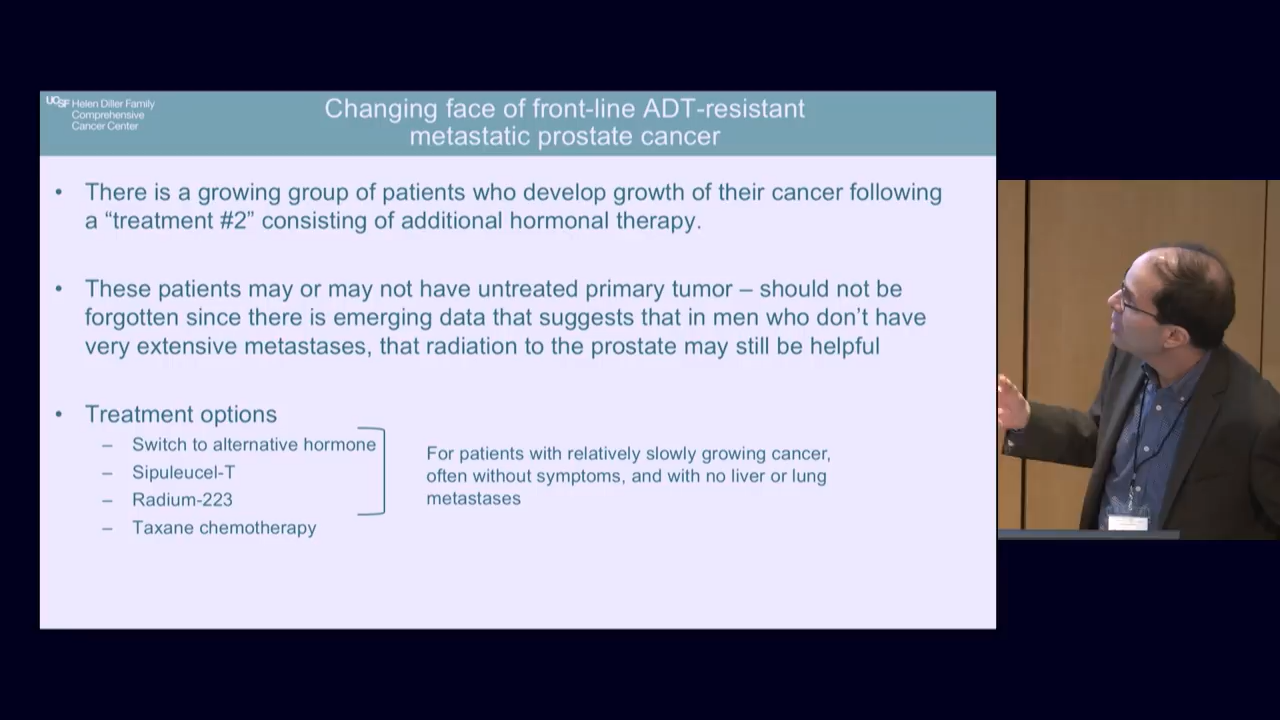 UCSF Helen Diller Family
Comprehensive
Cancer Center
Changing face of front-line ADT-resistant
metastatic prostate cancer
• There is a growing group of patients who develop growth of their cancer following
a “treatment #2” consisting of additional hormonal therapy.
• These patients may or may not have untreated primary tumor – should not be
forgotten since there is emerging data that suggests that in men who don’t have
very extensive metastases, that radiation to the prostate may still be helpful
• Treatment options
– Switch to alternative hormone
– Sipuleucel-T
– Radium-223
– Taxane chemotherapy
For patients with relatively slowly growing cancer,
often without symptoms, and with no liver or lung
metastases